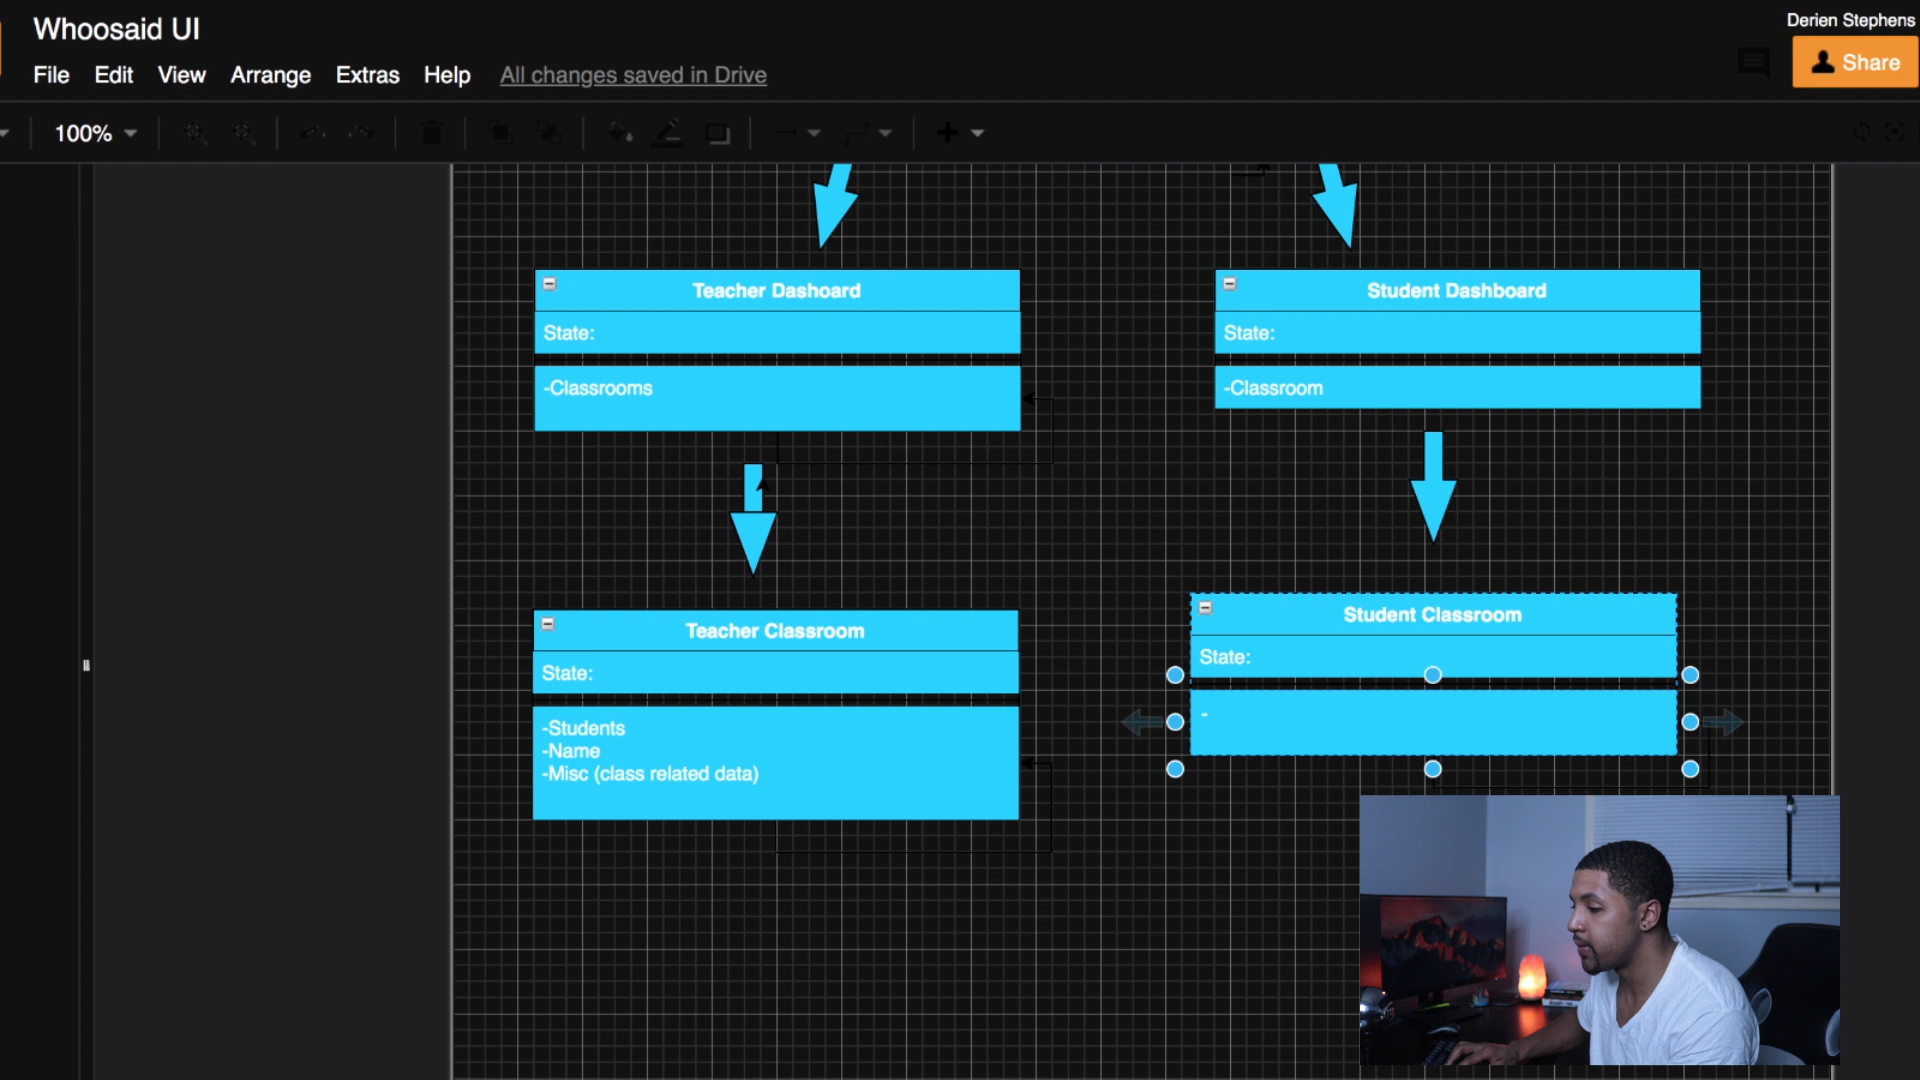 Whoosaid UI
Derien Stephens
File Edit View Arrange Extras Help All changes saved in Drive
Share
100%
Teacher Dashoard
State:
-Classrooms
Student Dashboard
State:
-Classroom
Teacher Classroom
State:
-Students
-Name
-Misc (class related data)
Student Classroom
State:
-